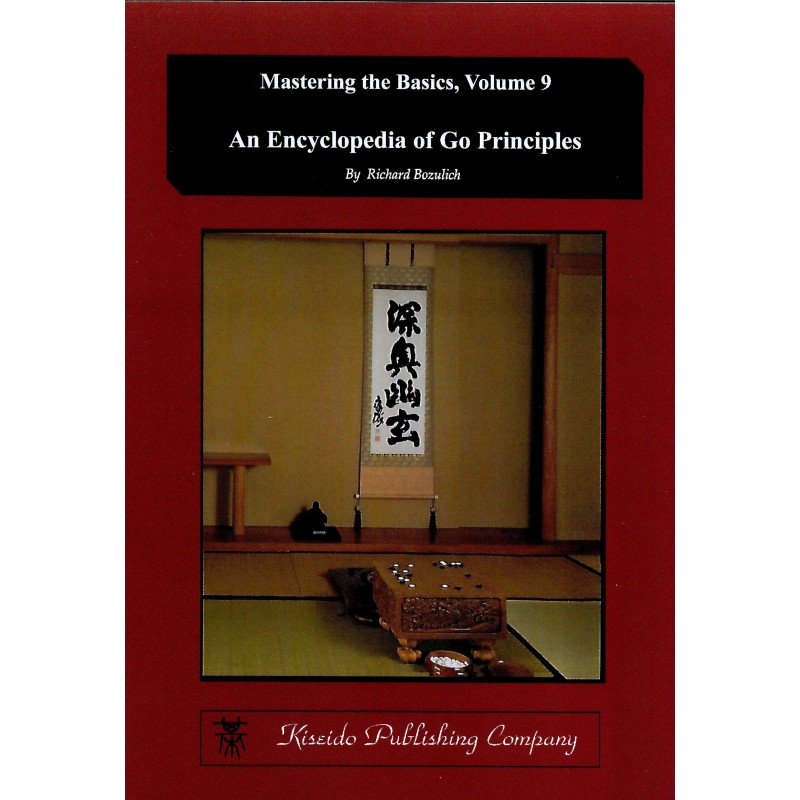 Mastering the Basics, Volume 9
An Encyclopedia of Go Principles
By Richard Bozulich
深奥幽玄
Kiseido Publishing Company